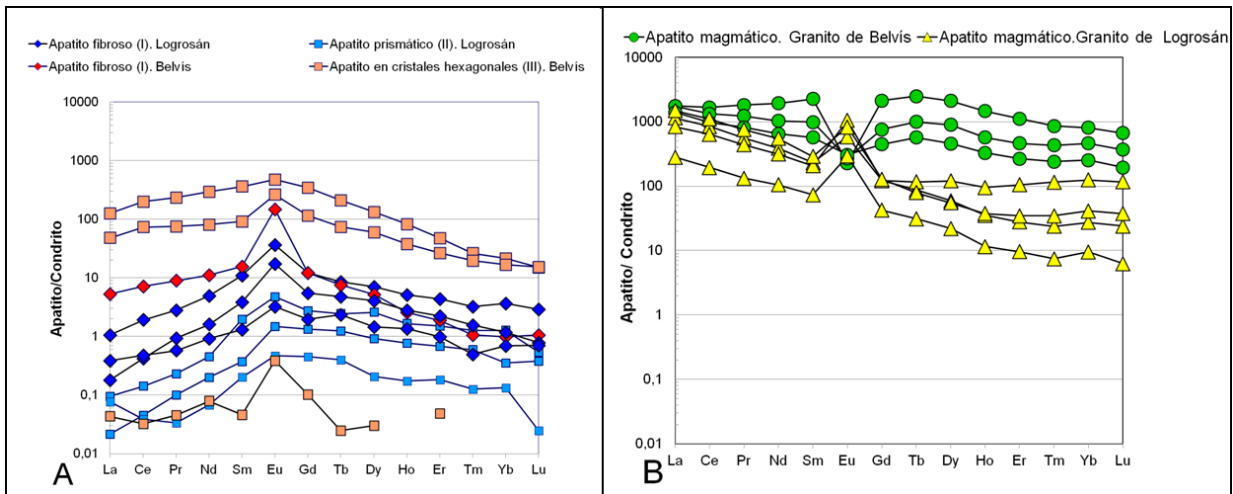 Apatito fibroso (I). Logrosán
Apatito prismático (II). Logrosán
Apatito fibroso (I). Belvis
Apatito en cristales hexagonales (III). Belvis
Apatito/Condrito
10000
1000
100
10
1
0,1
0,01
La Ce Pr Nd Sm Eu Gd Tb Dy Ho Er Tm Yb Lu
A
Apatito magmático. Granito de Belvís
Apatito magmático.Granito de Logrosán
Apatito/ Condrito
10000
1000
100
10
1
0,1
0,01
La Ce Pr Nd Sm Eu Gd Tb Dy Ho Er Tm Yb Lu
B